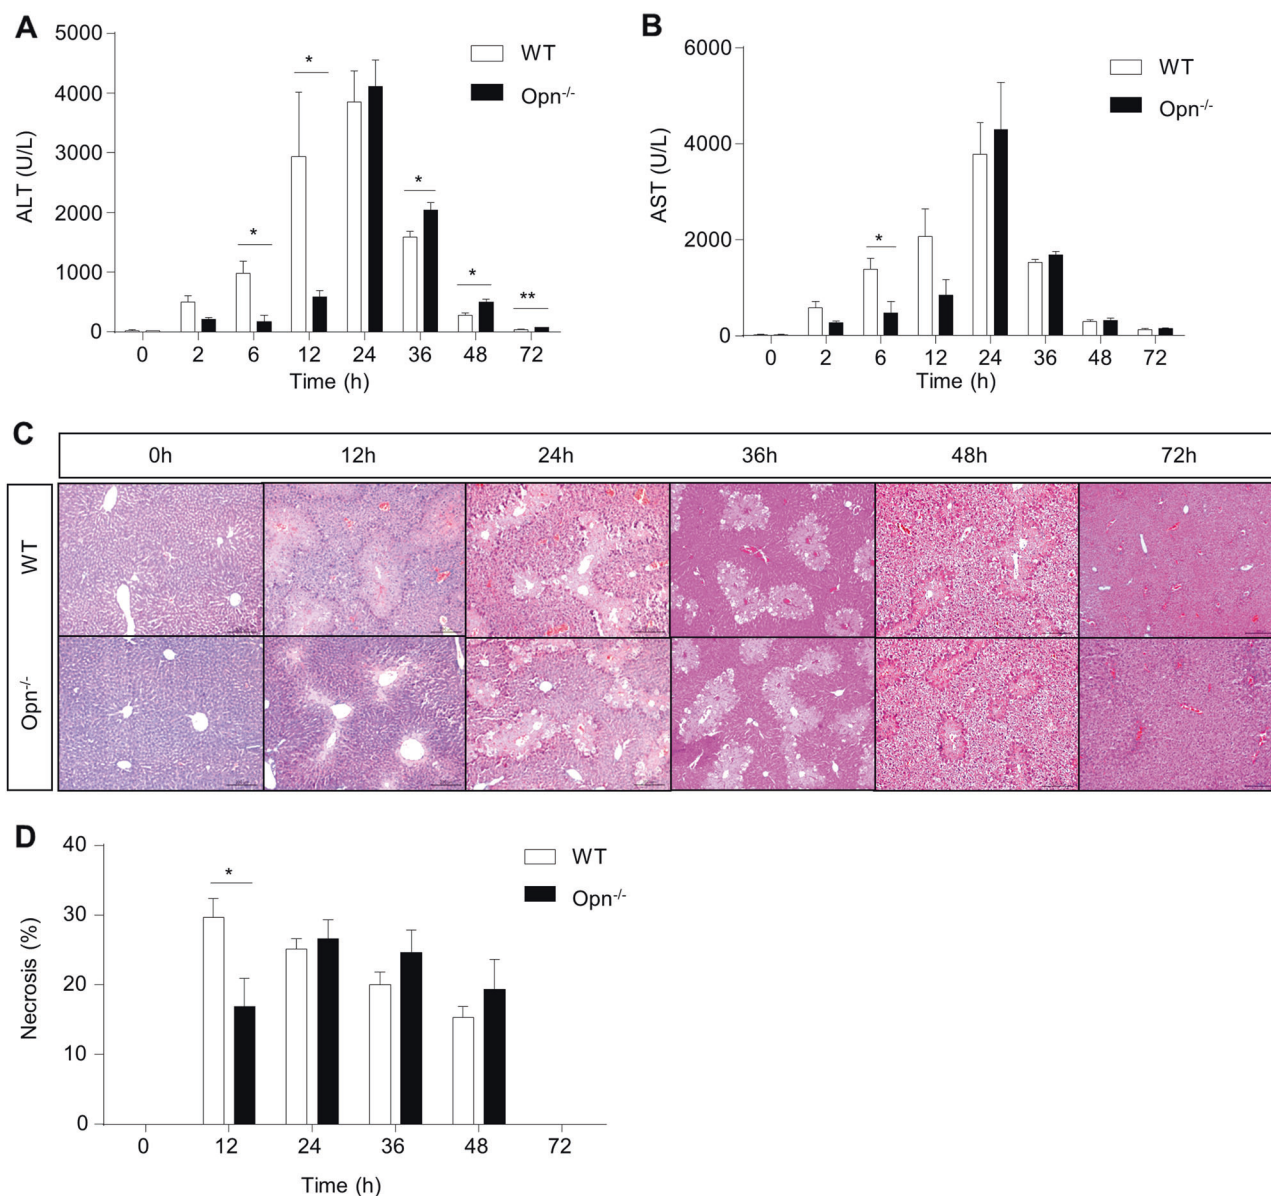 A
5000
4000
3000
2000
1000
0
ALT (U/L)
* * * * **
WT
Opn-/-
0 2 6 12 24 36 48 72
Time (h)
B
6000
4000
2000
0
AST (U/L)
*
WT
Opn-/-
0 2 6 12 24 36 48 72
Time (h)
C
0h 12h 24h 36h 48h 72h
WT
Opn-/-
D
40
30
20
10
0
Necrosis (%)
*
WT
Opn-/-
0 12 24 36 48 72
Time (h)